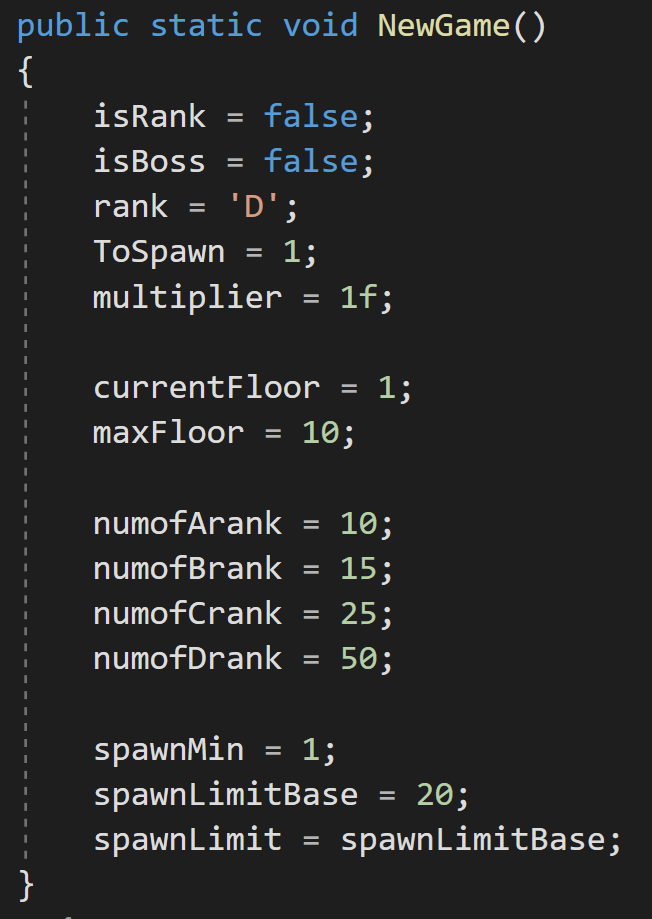 public static void NewGame()
{
isRank = false;
isBoss = false;
rank = 'D';
ToSpawn = 1;
multiplier = 1f;
currentFloor = 1;
maxFloor = 10;
numofArank = 10;
numofBrank = 15;
numofCrank = 25;
numofDrank = 50;
spawnMin = 1;
spawnLimitBase = 20;
spawnLimit = spawnLimitBase;
}